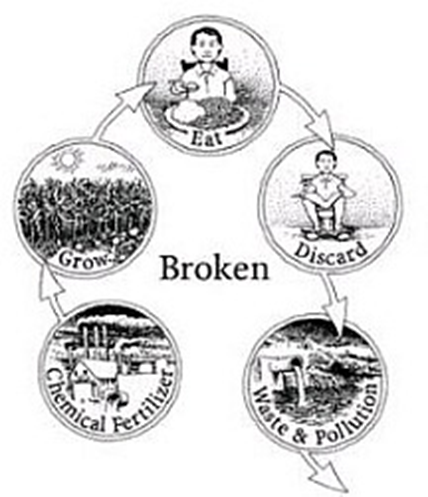 Eat
Grow
Discard
Broken
Chemical Fertilizer
Waste & Pollution